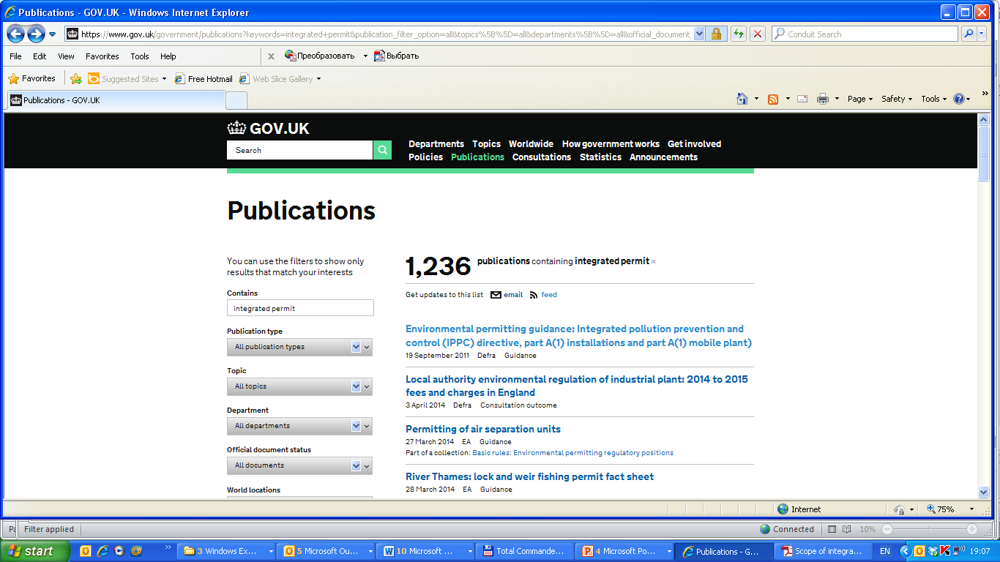 Publications - GOV.UK - Windows Internet Explorer
https://www.gov.uk/government/publications?keywords=integrated+permit&publication_filter_option=all&topics%5B%5D=all&departments%5B%5D=all&official_document
Conduit Search
File Edit View Favorites Tools Help
x Преобразовать Выбрать
Favorites Suggested Sites Free Hotmail Web Slice Gallery
Publications - GOV.UK
Page Safety Tools
GOV.UK
Search
Departments Topics Worldwide How government works Get involved
Policies Publications Consultations Statistics Announcements
Publications
You can use the filters to show only
results that match your interests
Contains
integrated permit
Publication type
All publication types
Topic
All topics
Department
All departments
Official document status
All documents
World locations
1,236 publications containing integrated permit ×
Get updates to this list email feed
Environmental permitting guidance: Integrated pollution prevention and
control (IPPC) directive, part A(1) installations and part A(1) mobile plant)
19 September 2011 Defra Guidance
Local authority environmental regulation of industrial plant: 2014 to 2015
fees and charges in England
3 April 2014 Defra Consultation outcome
Permitting of air separation units
27 March 2014 EA Guidance
Part of a collection: Basic rules: Environmental permitting regulatory positions
River Thames: lock and weir fishing permit fact sheet
28 March 2014 EA Guidance
Internet 75%
Filter applied Connected 10%
start 3 Windows Ex... 5 Microsoft Ou... 10 Microsoft ... Total Commande... 4 Microsoft Po... Publications - G... Scope of integra... EN 19:07